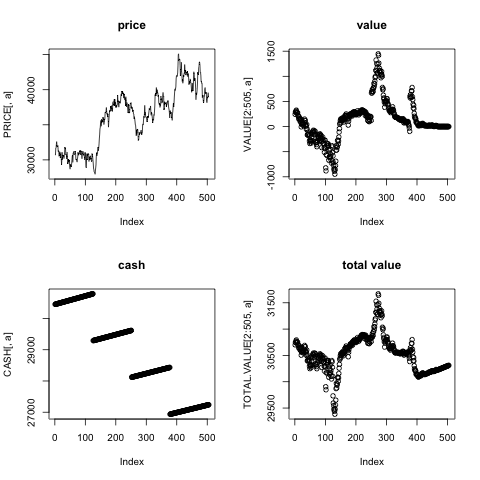 price
PRICE[, a]
30000
40000
0 100 200 300 400 500
Index
value
VALUE[2:505, a]
-1000
0
500
1500
0 100 200 300 400 500
Index
cash
CASH[, a]
27000
29000
0 100 200 300 400 500
Index
total value
TOTAL.VALUE[2:505, a]
29500
30500
31500
0 100 200 300 400 500
Index